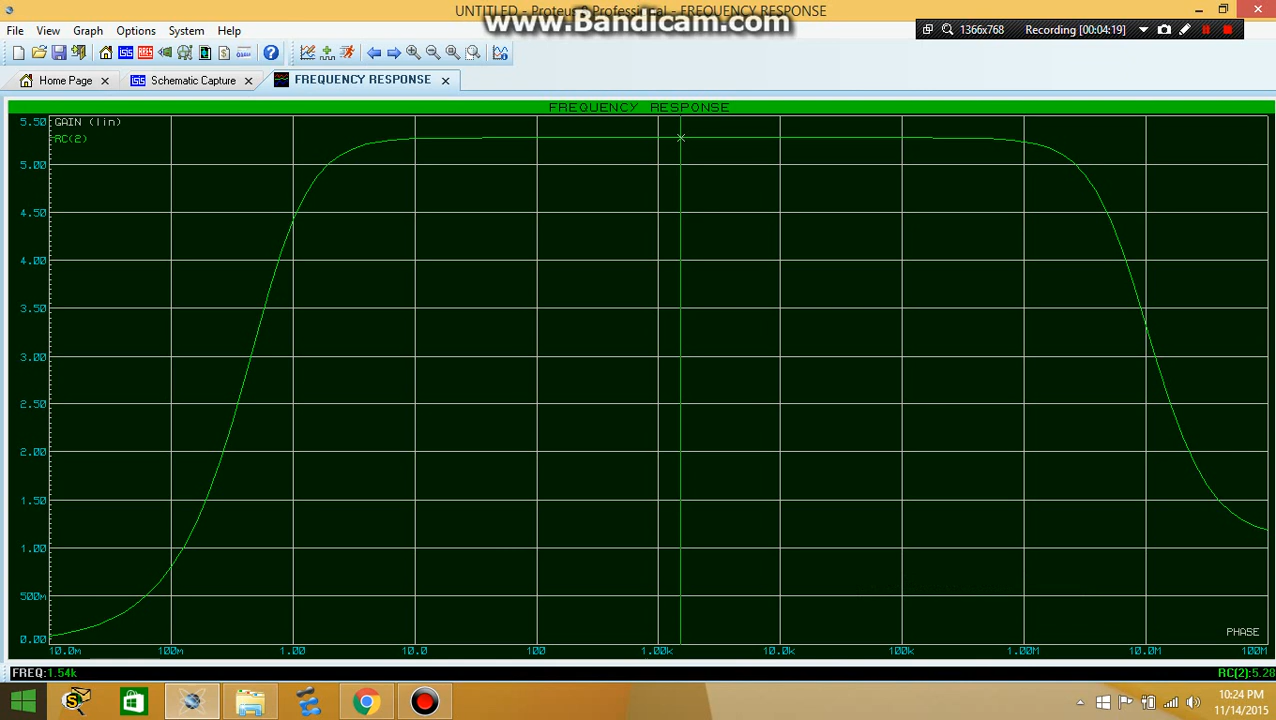 UNTITLED - Proteus 8 Professional - FREQUENCY RESPONSE
www.Bandicam.com
File View Graph Options System Help
1366x768 Recording [00:04:19]
Home Page Schematic Capture FREQUENCY RESPONSE
FREQUENCY RESPONSE
5.50 GAIN (lin)
RC(2)
5.00
4.50
4.00
3.50
3.00
2.50
2.00
1.50
1.00
500m
0.00 PHASE
10.0m 100m 1.00 10.0 100 1.00k 10.0k 100k 1.00M 10.0M 100M
FREQ:1.54k RC(2):5.28
10:24 PM
11/14/2015